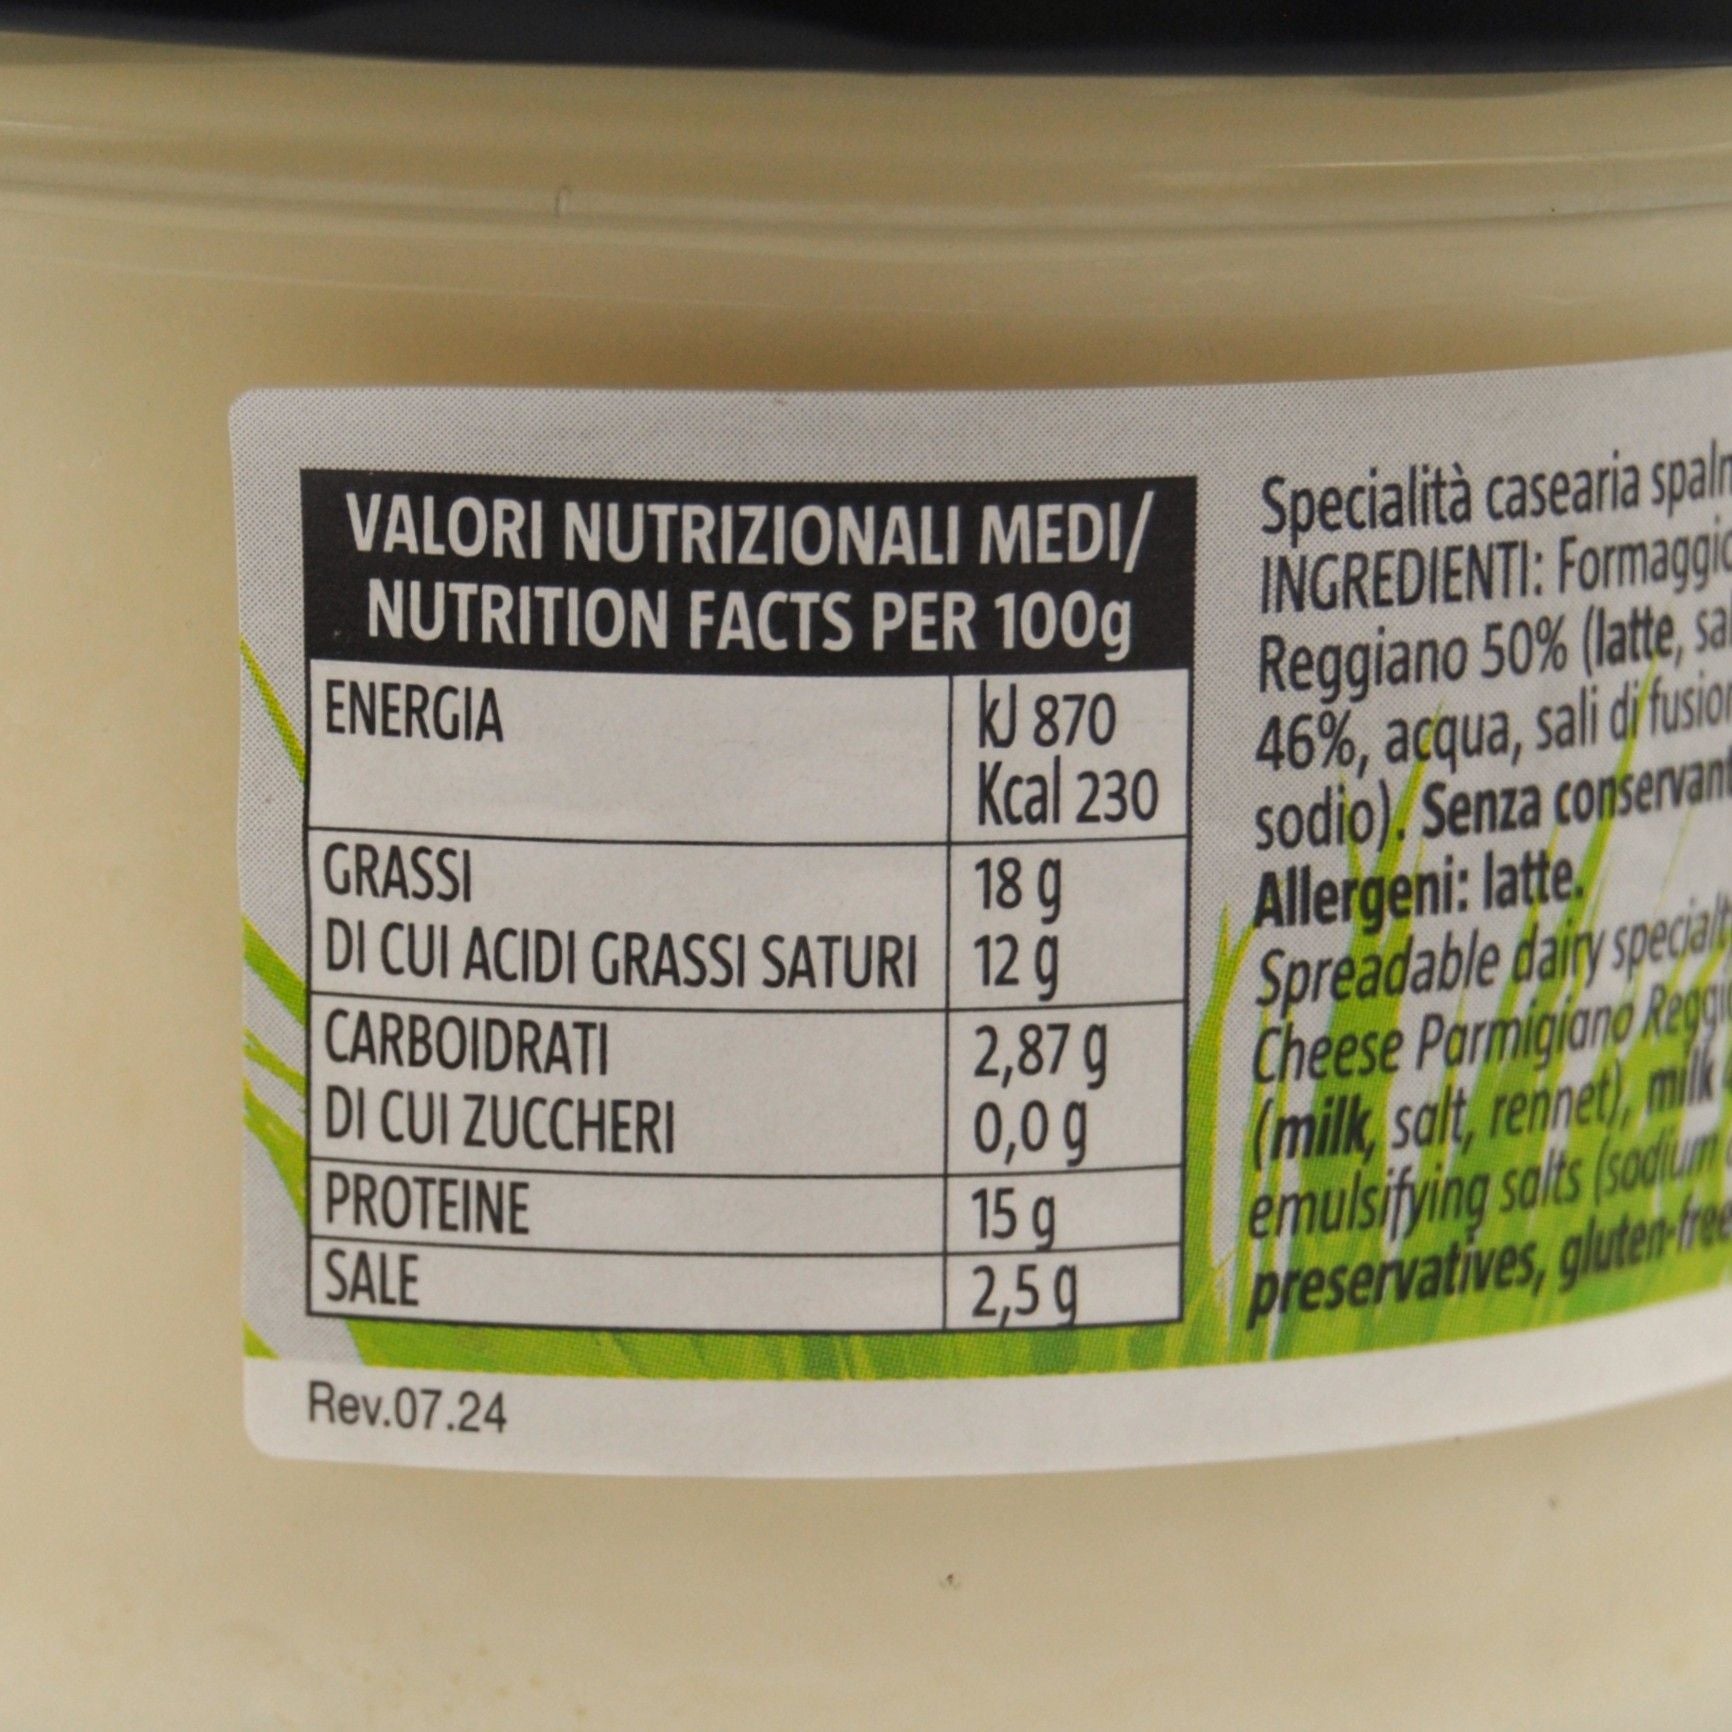 VALORI NUTRIZIONALI MEDI/
NUTRITION FACTS PER 100g
ENERGIA kJ 870
Kcal 230
GRASSI 18 g
DI CUI ACIDI GRASSI SATURI 12 g
CARBOIDRATI 2,87 g
DI CUI ZUCCHERI 0,0 g
PROTEINE 15 g
SALE 2,5 g
Rev.07.24
Specialità casearia
INGREDIENTI:
Reggiano 50% (latte,
46%, acqua, sali di
sodio). Senza
Allergeni: latte.
Spreadable dairy
Cheese Parmigiano
(milk, salt, rennet), milk
emulsifying salts (sodium
preservatives, gluten-free